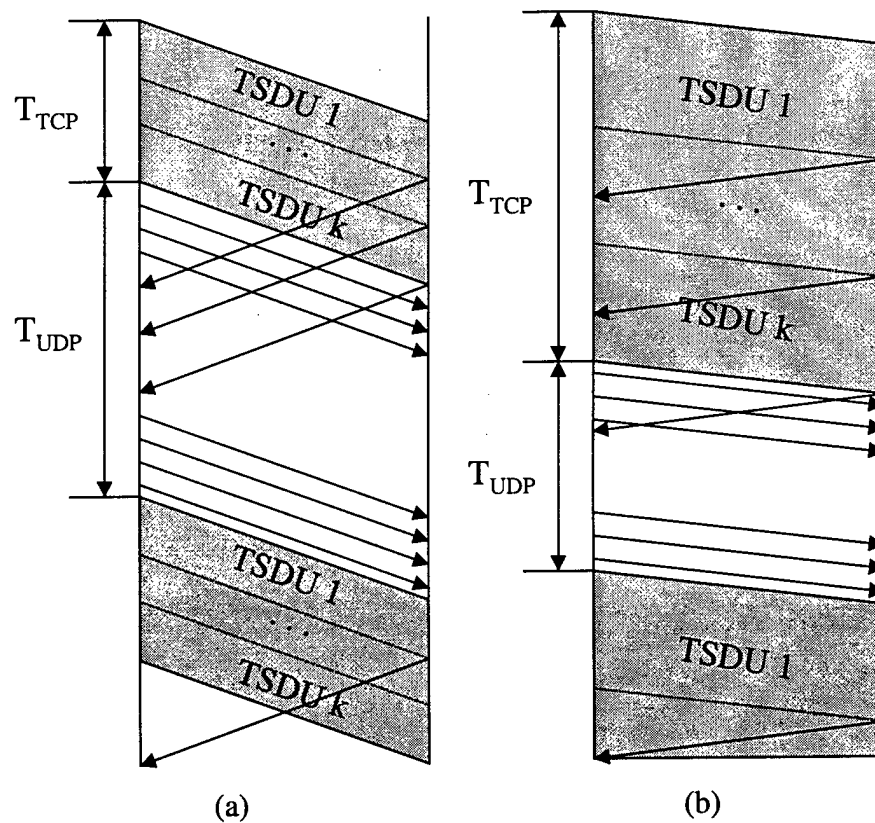 TSDU 1
. . .
TSDU k
T_TCP
T_UDP
TSDU 1
. . .
TSDU k
(a)
TSDU 1
. . .
TSDU k
T_TCP
T_UDP
TSDU 1
(b)